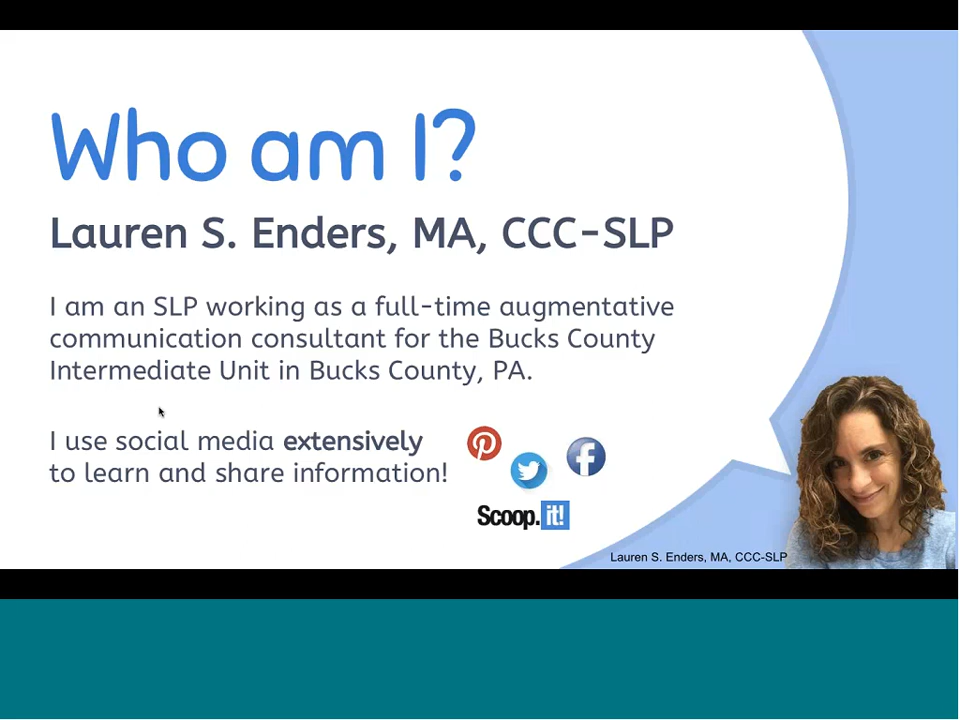 Who am I?
Lauren S. Enders, MA, CCC-SLP
I am an SLP working as a full-time augmentative
communication consultant for the Bucks County
Intermediate Unit in Bucks County, PA.
I use social media extensively
to learn and share information!
Scoop.it!
Lauren S. Enders, MA, CCC-SLP